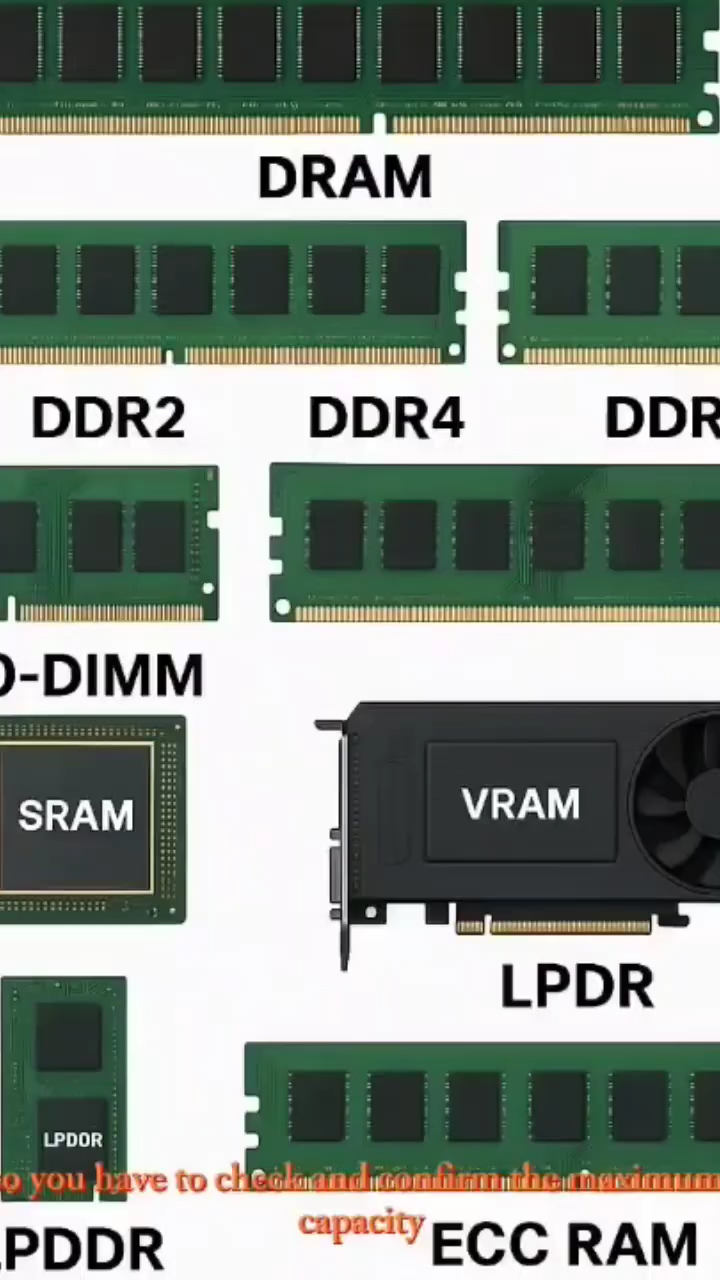 DRAM
DDR2 DDR4 DDR
O-DIMM
SRAM
VRAM
LPDR
LPDOR
o you have to check and confirm the maximum
capacity
PDDR ECC RAM